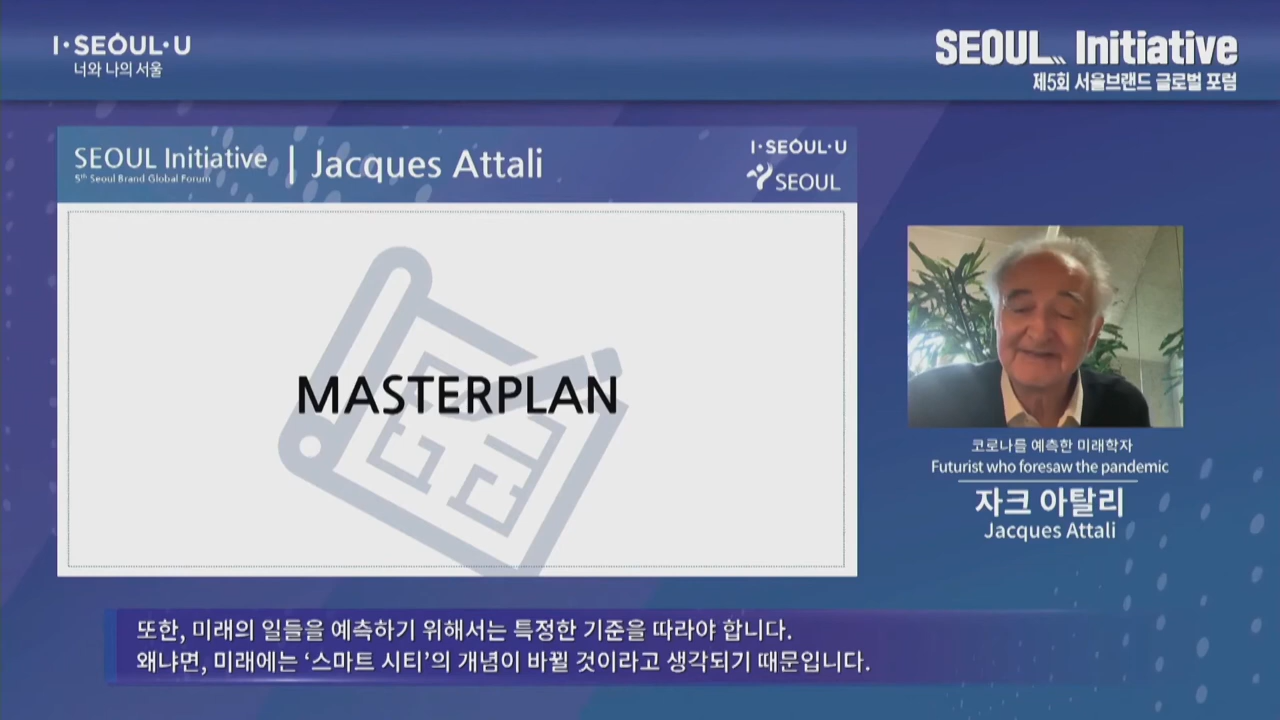 I·SEOUL·U
너와 나의 서울
SEOUL Initiative
제5회 서울브랜드 글로벌 포럼
SEOUL Initiative | Jacques Attali
5th Seoul Brand Global Forum
I·SEOUL·U
SEOUL
MASTERPLAN
코로나를 예측한 미래학자
Futurist who foresaw the pandemic
자크 아탈리
Jacques Attali
또한, 미래의 일들을 예측하기 위해서는 특정한 기준을 따라야 합니다.
왜냐면, 미래에는 ‘스마트 시티’의 개념이 바뀔 것이라고 생각되기 때문입니다.